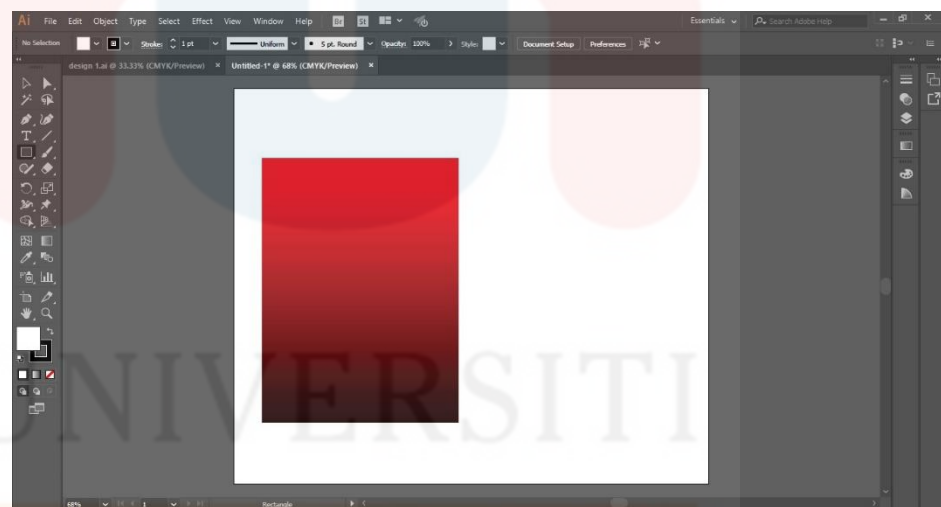 Ai File Edit Object Type Select Effect View Window Help Br St Essentials Search Adobe Help
No Selection Stroke: 1 pt Uniform 5 pt. Round Opacity: 100% Style: Document Setup Preferences
design 1.ai @ 33.33% (CMYK/Preview) × Untitled-1* @ 68% (CMYK/Preview) ×
UNIVERSITI
68% 1 Rectangle